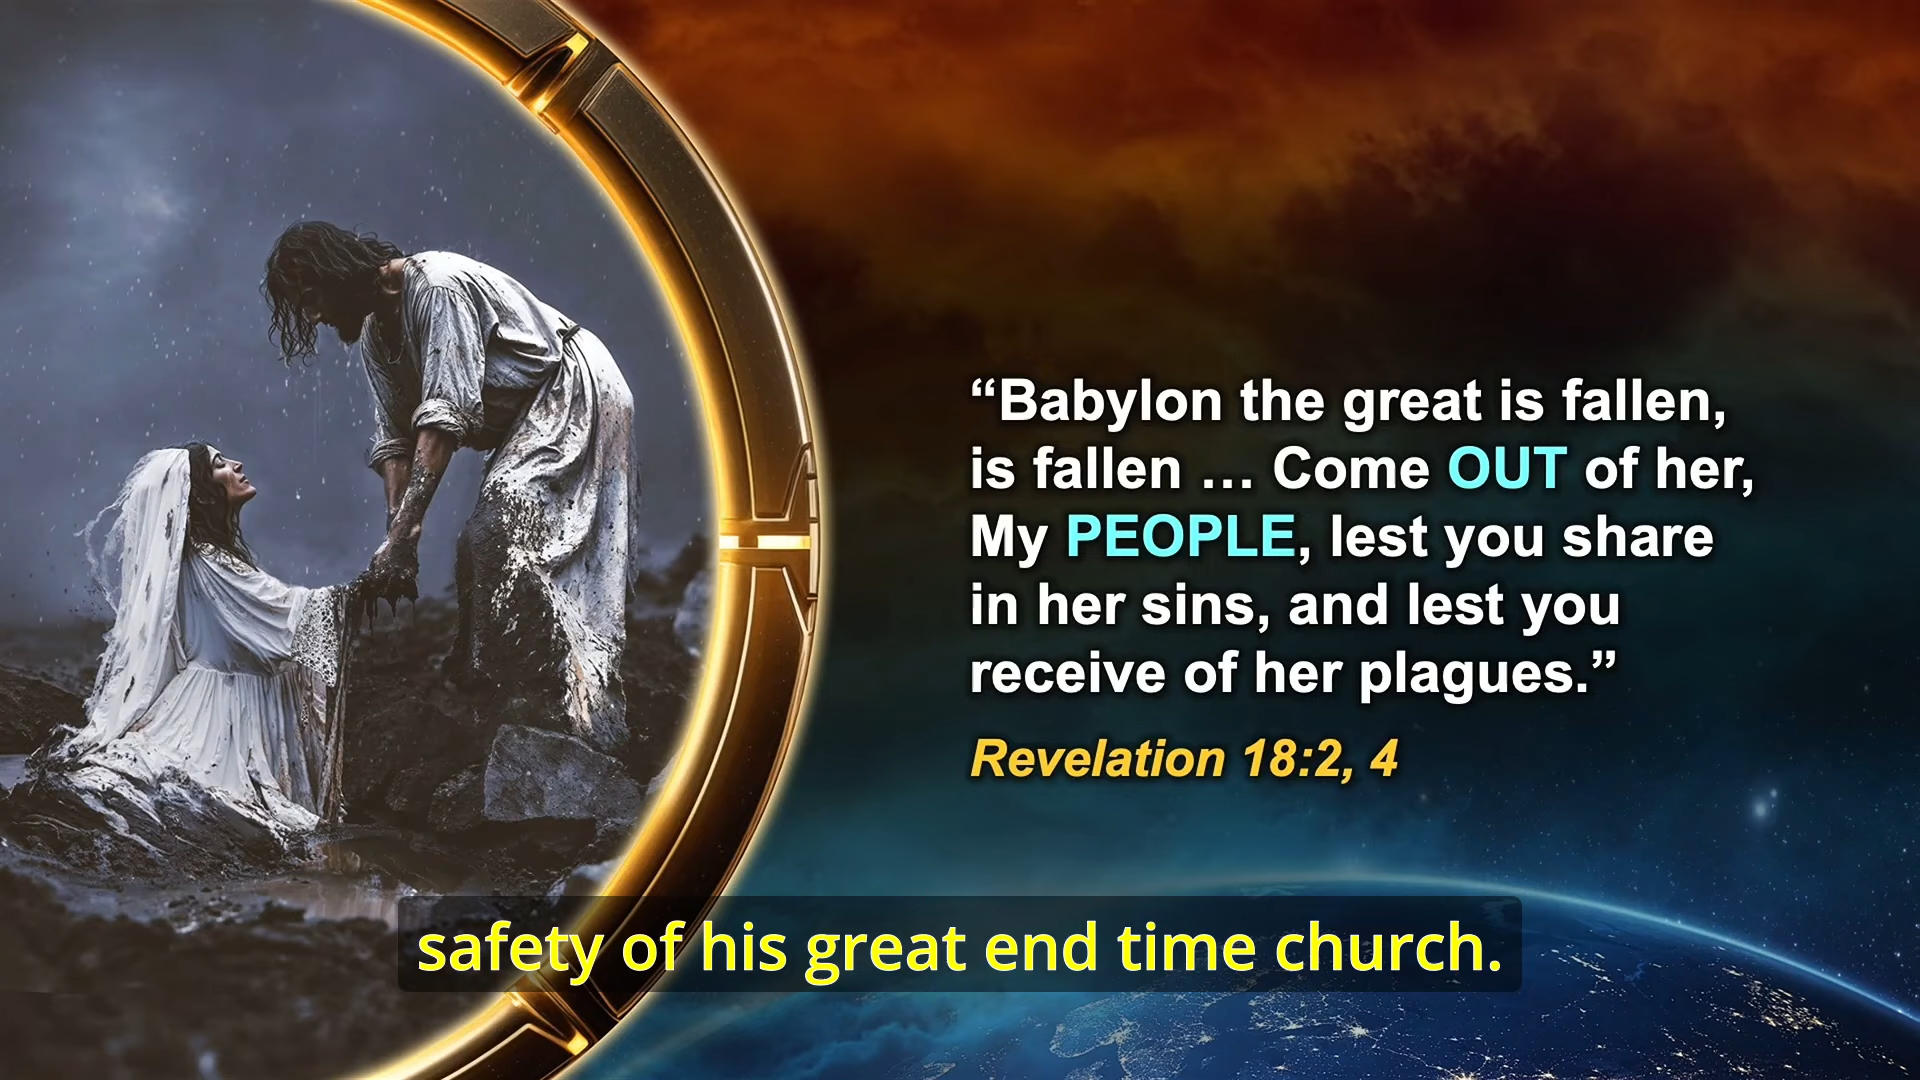 “Babylon the great is fallen,
is fallen … Come OUT of her,
My PEOPLE, lest you share
in her sins, and lest you
receive of her plagues.”
Revelation 18:2, 4
safety of his great end time church.